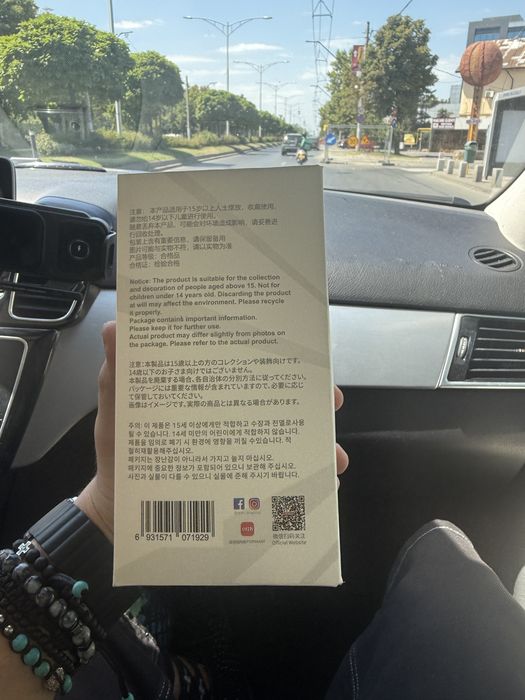 注意：本产品适用于15岁以上人士摆放、收藏使用。
请勿给14岁以下儿童进行使用。
随意丢弃本产品，可能会对环境造成影响，请妥善进
行回收处理。
包装上含有重要信息，请保留备用
图片可能与实物不符，请以实物为准
产品等级：合格品
合格证：检验合格
Notice: The product is suitable for the collection
and decoration of people aged above 15. Not for
children under 14 years old. Discarding the product
at will may affect the environment. Please recycle
it properly.
Package contains important information.
Please keep it for further use.
Actual product may differ slightly from photos on
the package. Please refer to the actual product.
注意:本製品は15歳以上の方のコレクションや装飾向けです。
14歳以下のお子さま向けではございません。
本製品を廃棄する場合、各自治体の分別方法に従ってください。
パッケージには重要な情報が含まれていますので、必要に応じ
て保管しておいてください。
画像はイメージです。実際の商品とは異なる場合があります。
주의: 이 제품은 15세 이상에게만 적합하고 수장과 진열로사용
될 수 있습니다. 14세 미만의 어린이에게 적합하지 않습니다.
제품을 임의로 폐기 시 환경에 영향을 끼칠 수있습니다. 적
절히재활용해주십시오.
패키지는 장난감이 아니라서 가지고 놀지 마십시오.
패키지에 중요한 정보가 포함되어 있으니 보관해 주십시오.
사진과 실물이 다를 수 있으니 실물에 준해 주시기 바랍니다.
6 931571 071929
微信扫码关注
Official Website